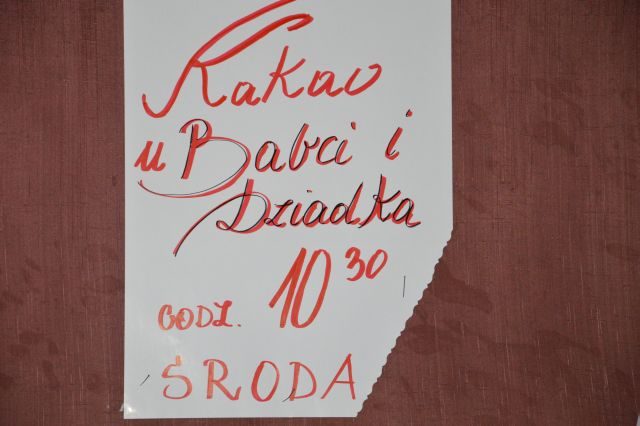 Kakao
u Babci i
Dziadka
GODZ. 10 30
ŚRODA